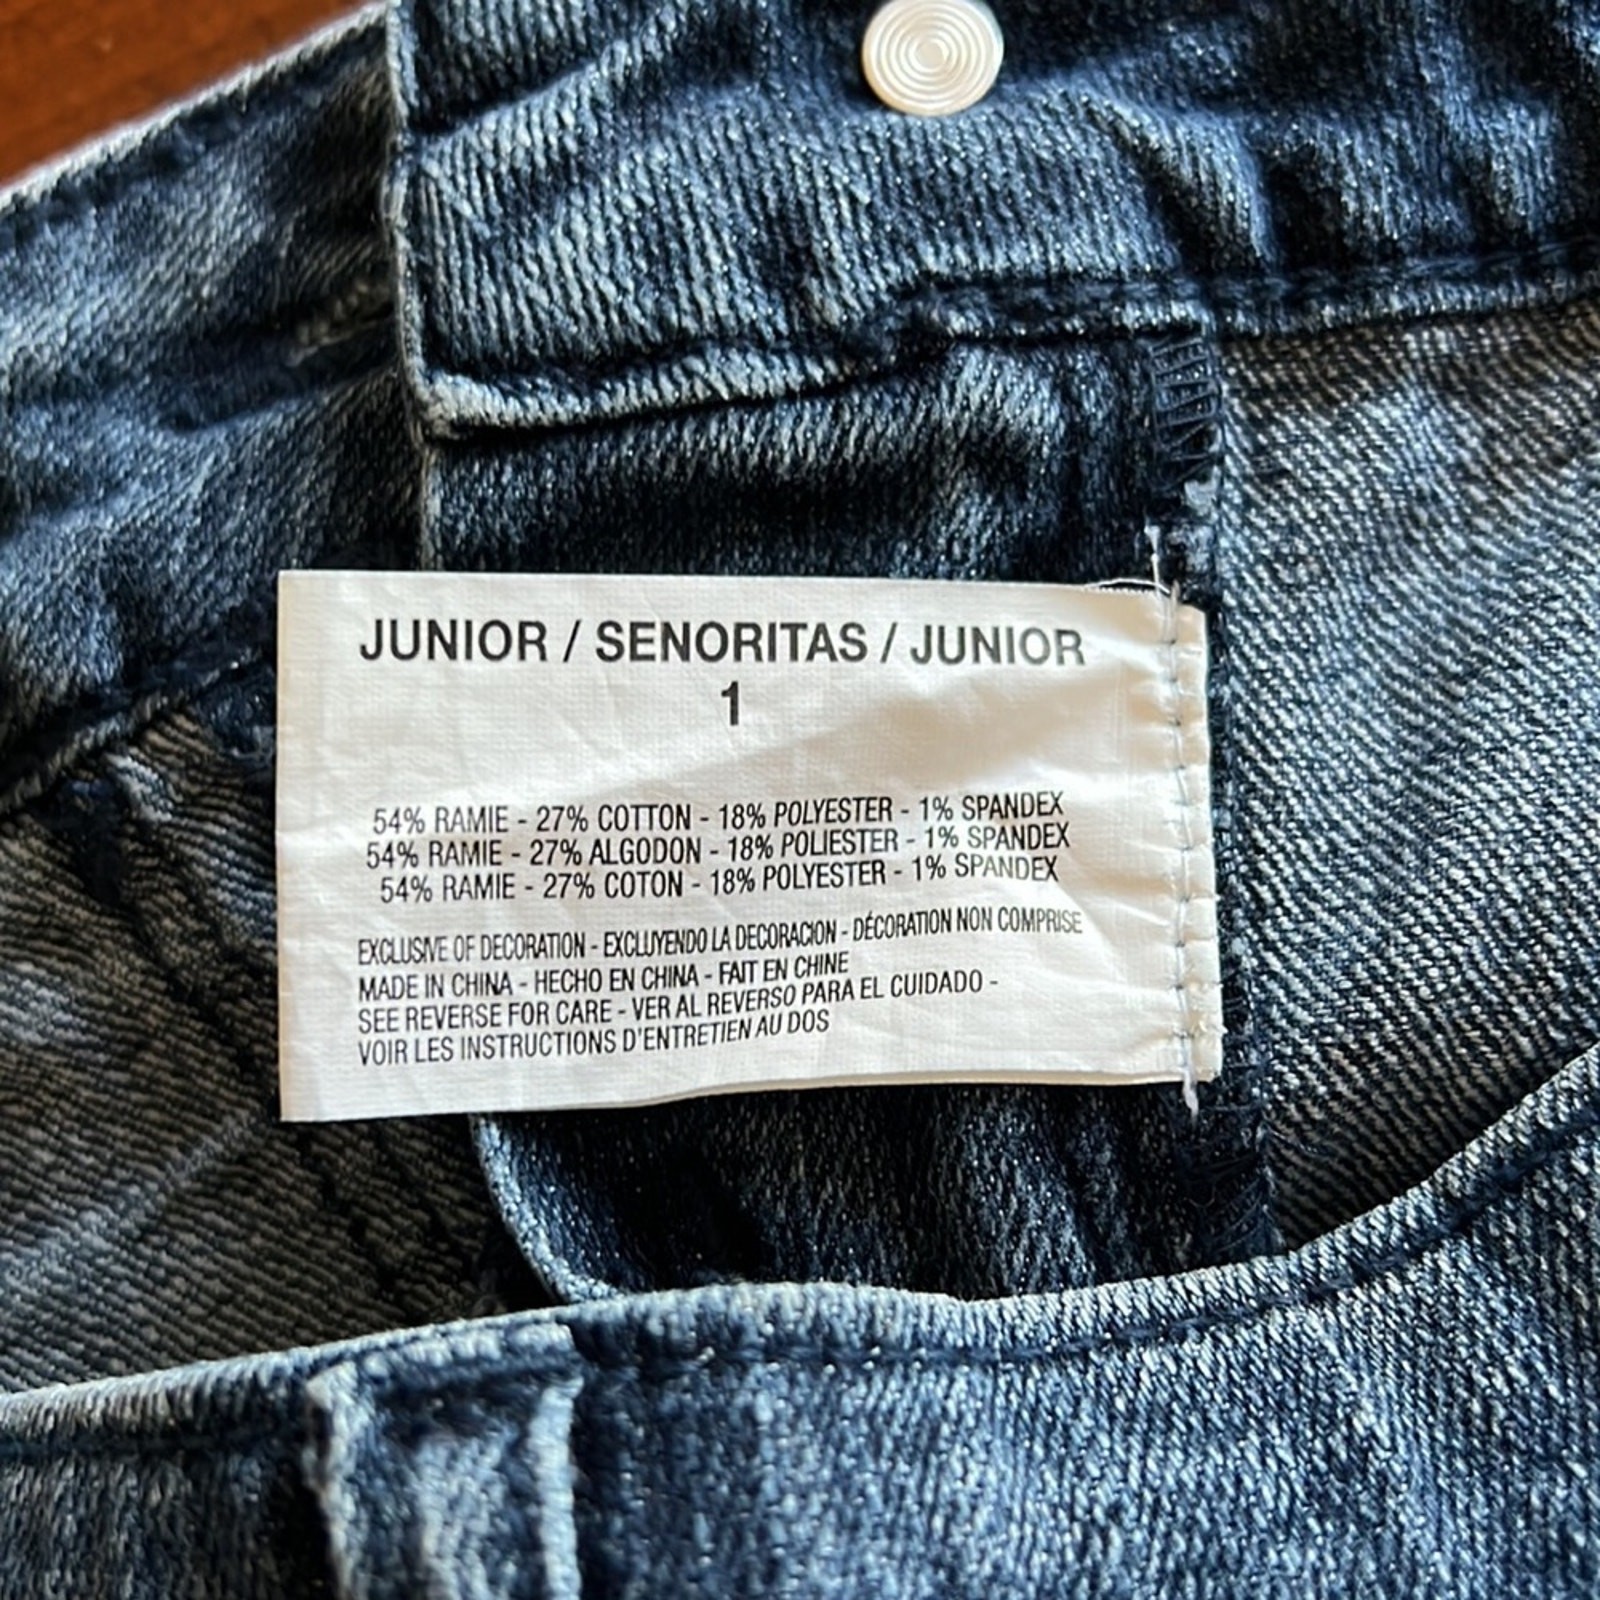 JUNIOR / SENORITAS / JUNIOR
1
54% RAMIE - 27% COTTON - 18% POLYESTER - 1% SPANDEX
54% RAMIE - 27% ALGODON - 18% POLIESTER - 1% SPANDEX
54% RAMIE - 27% COTON - 18% POLYESTER - 1% SPANDEX
EXCLUSIVE OF DECORATION - EXCLUYENDO LA DECORACION - DÉCORATION NON COMPRISE
MADE IN CHINA - HECHO EN CHINA - FAIT EN CHINE
SEE REVERSE FOR CARE - VER AL REVERSO PARA EL CUIDADO -
VOIR LES INSTRUCTIONS D'ENTRETIEN AU DOS